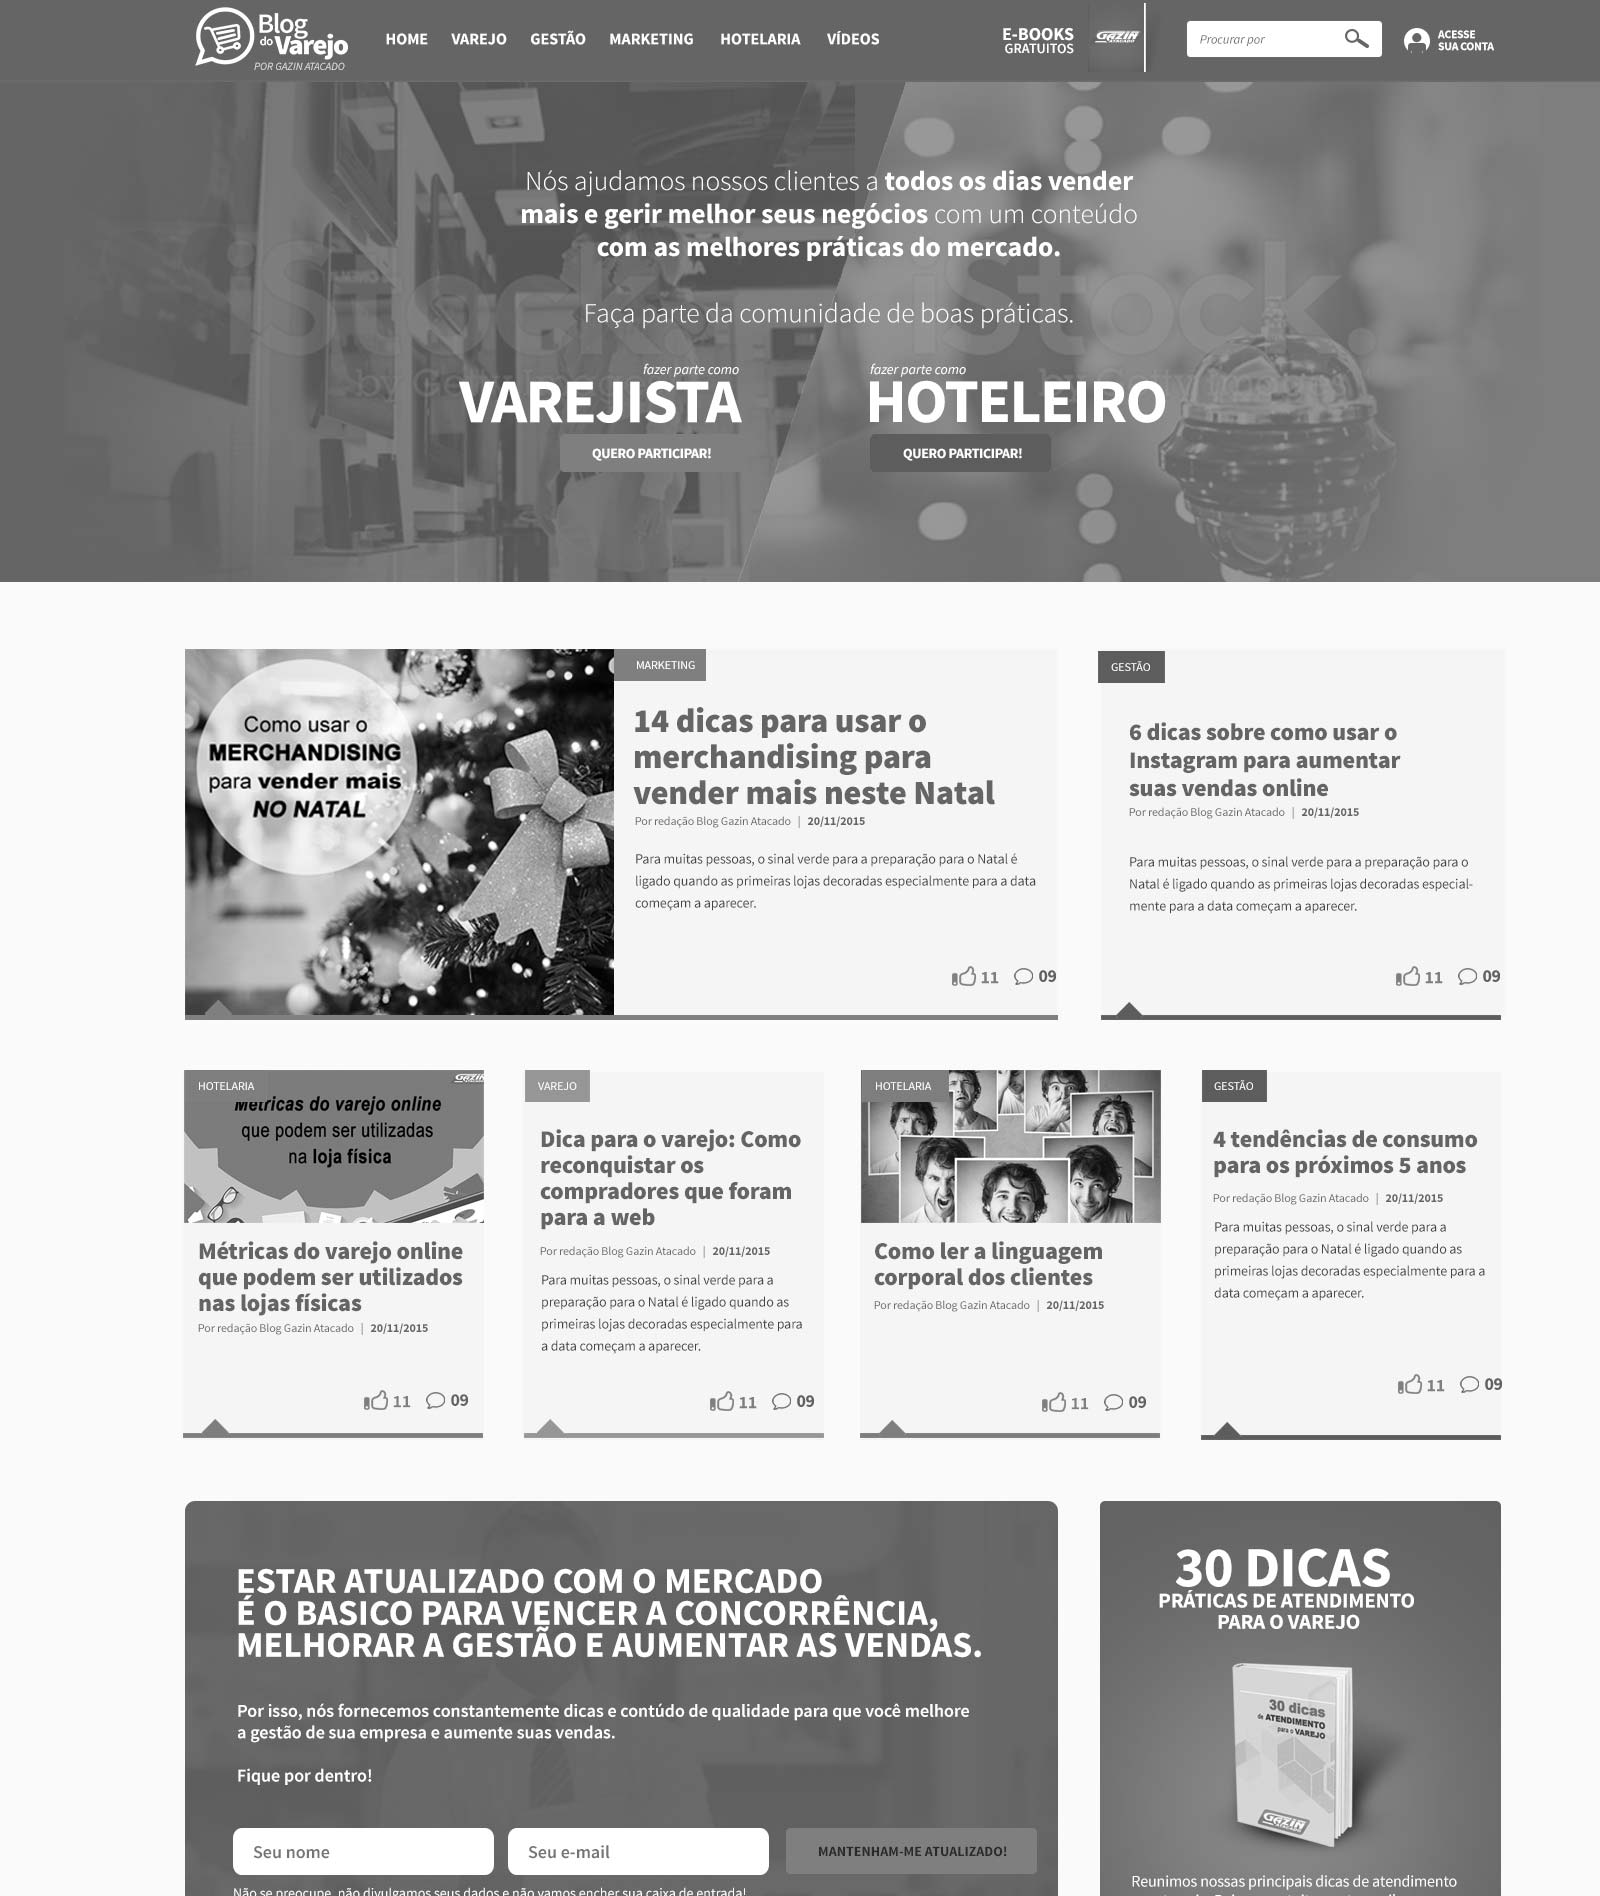 Blog
do Varejo
POR GAZIN ATACADO
HOME VAREJO GESTÃO MARKETING HOTELARIA VÍDEOS
E-BOOKS
GRATUITOS
GAZIN
ATACADO
Procurar por
ACESSE
SUA CONTA
Nós ajudamos nossos clientes a todos os dias vender
mais e gerir melhor seus negócios com um conteúdo
com as melhores práticas do mercado.
iStock. iStock.
by Getty Images by Getty Images
Faça parte da comunidade de boas práticas.
fazer parte como
VAREJISTA
QUERO PARTICIPAR!
fazer parte como
HOTELEIRO
QUERO PARTICIPAR!
Como usar o
MERCHANDISING
para vender mais
NO NATAL
MARKETING
14 dicas para usar o
merchandising para
vender mais neste Natal
Por redação Blog Gazin Atacado | 20/11/2015
Para muitas pessoas, o sinal verde para a preparação para o Natal é
ligado quando as primeiras lojas decoradas especialmente para a data
começam a aparecer.
11 09
GESTÃO
6 dicas sobre como usar o
Instagram para aumentar
suas vendas online
Por redação Blog Gazin Atacado | 20/11/2015
Para muitas pessoas, o sinal verde para a preparação para o
Natal é ligado quando as primeiras lojas decoradas especial-
mente para a data começam a aparecer.
11 09
HOTELARIA
GAZIN
Métricas do varejo online
que podem ser utilizadas
na loja física
Métricas do varejo online
que podem ser utilizados
nas lojas físicas
Por redação Blog Gazin Atacado | 20/11/2015
11 09
VAREJO
Dica para o varejo: Como
reconquistar os
compradores que foram
para a web
Por redação Blog Gazin Atacado | 20/11/2015
Para muitas pessoas, o sinal verde para a
preparação para o Natal é ligado quando as
primeiras lojas decoradas especialmente para
a data começam a aparecer.
11 09
HOTELARIA
Como ler a linguagem
corporal dos clientes
Por redação Blog Gazin Atacado | 20/11/2015
11 09
GESTÃO
4 tendências de consumo
para os próximos 5 anos
Por redação Blog Gazin Atacado | 20/11/2015
Para muitas pessoas, o sinal verde para a
preparação para o Natal é ligado quando as
primeiras lojas decoradas especialmente para a
data começam a aparecer.
11 09
ESTAR ATUALIZADO COM O MERCADO
É O BASICO PARA VENCER A CONCORRÊNCIA,
MELHORAR A GESTÃO E AUMENTAR AS VENDAS.
Por isso, nós fornecemos constantemente dicas e contúdo de qualidade para que você melhore
a gestão de sua empresa e aumente suas vendas.
Fique por dentro!
Seu nome
Seu e-mail
MANTENHAM-ME ATUALIZADO!
Não se preocupe, não divulgamos seus dados e não vamos encher sua caixa de entrada!
30 DICAS
PRÁTICAS DE ATENDIMENTO
PARA O VAREJO
30 dicas
de ATENDIMENTO
para o VAREJO
GAZIN
ATACADO
Reunimos nossas principais dicas de atendimento